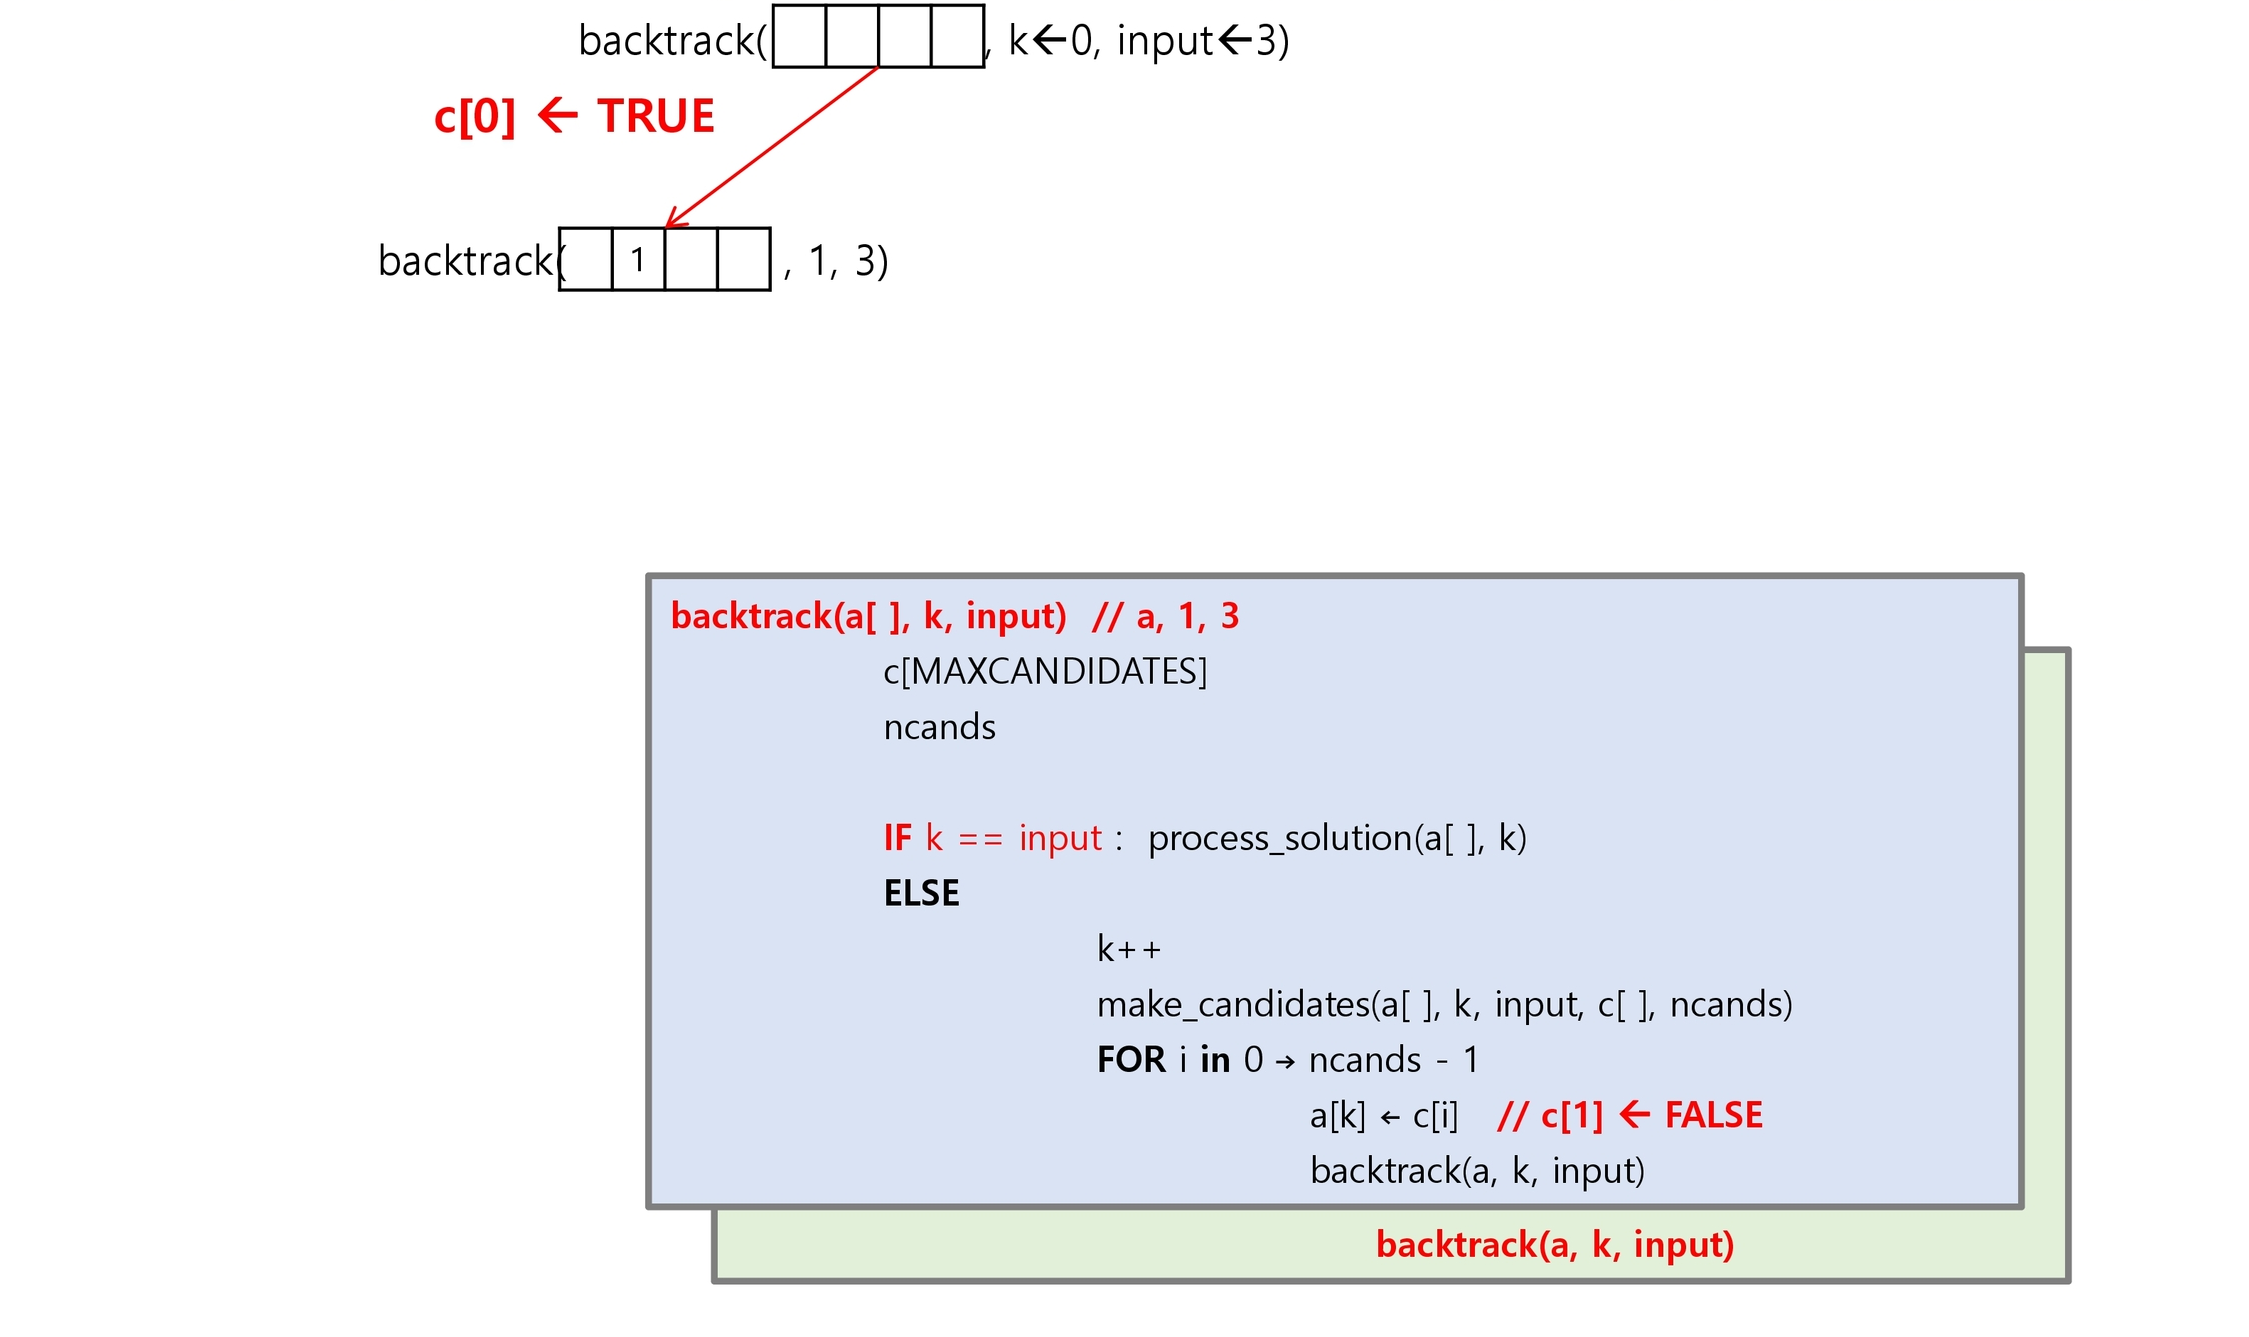 backtrack( , k←0, input←3)
c[0] ← TRUE
backtrack( 1 , 1, 3)
backtrack(a[ ], k, input) // a, 1, 3
c[MAXCANDIDATES]
ncands
IF k == input : process_solution(a[ ], k)
ELSE
k++
make_candidates(a[ ], k, input, c[ ], ncands)
FOR i in 0 → ncands - 1
a[k] ← c[i] // c[1] ← FALSE
backtrack(a, k, input)
backtrack(a, k, input)